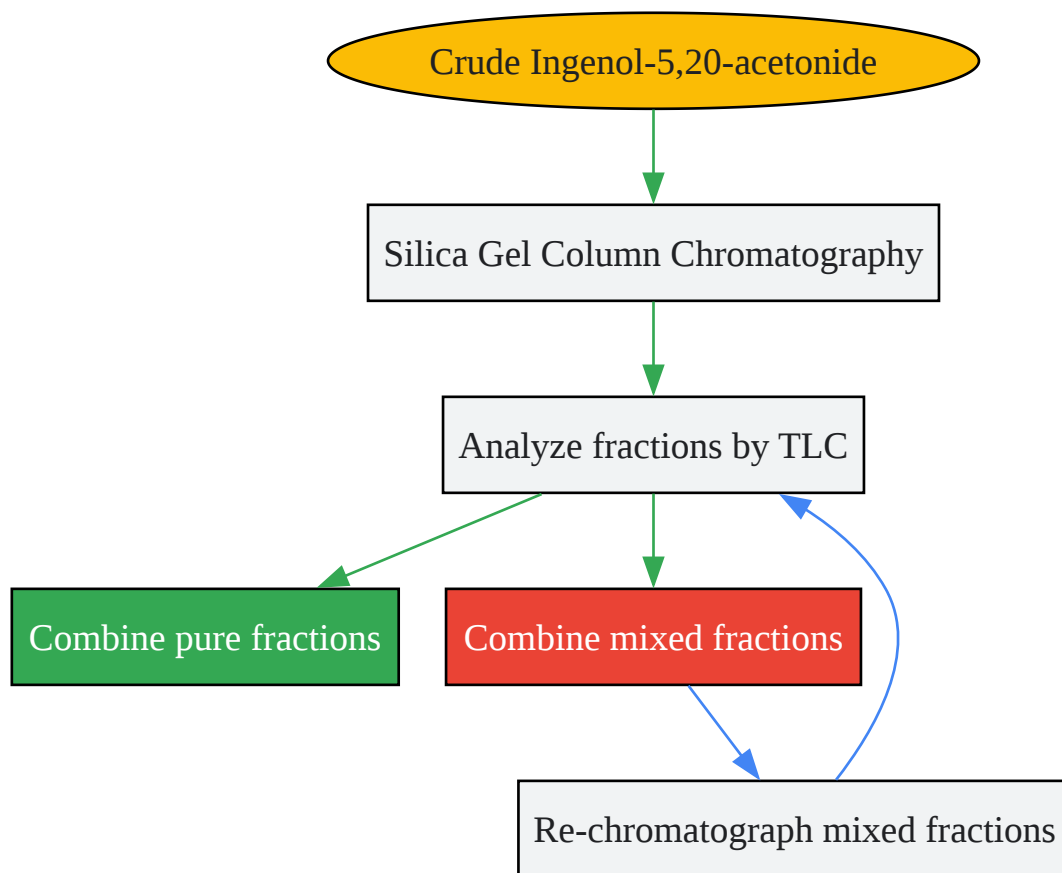 Crude Ingenol-5,20-acetonide
Silica Gel Column Chromatography
Analyze fractions by TLC
Combine pure fractions
Combine mixed fractions
Re-chromatograph mixed fractions